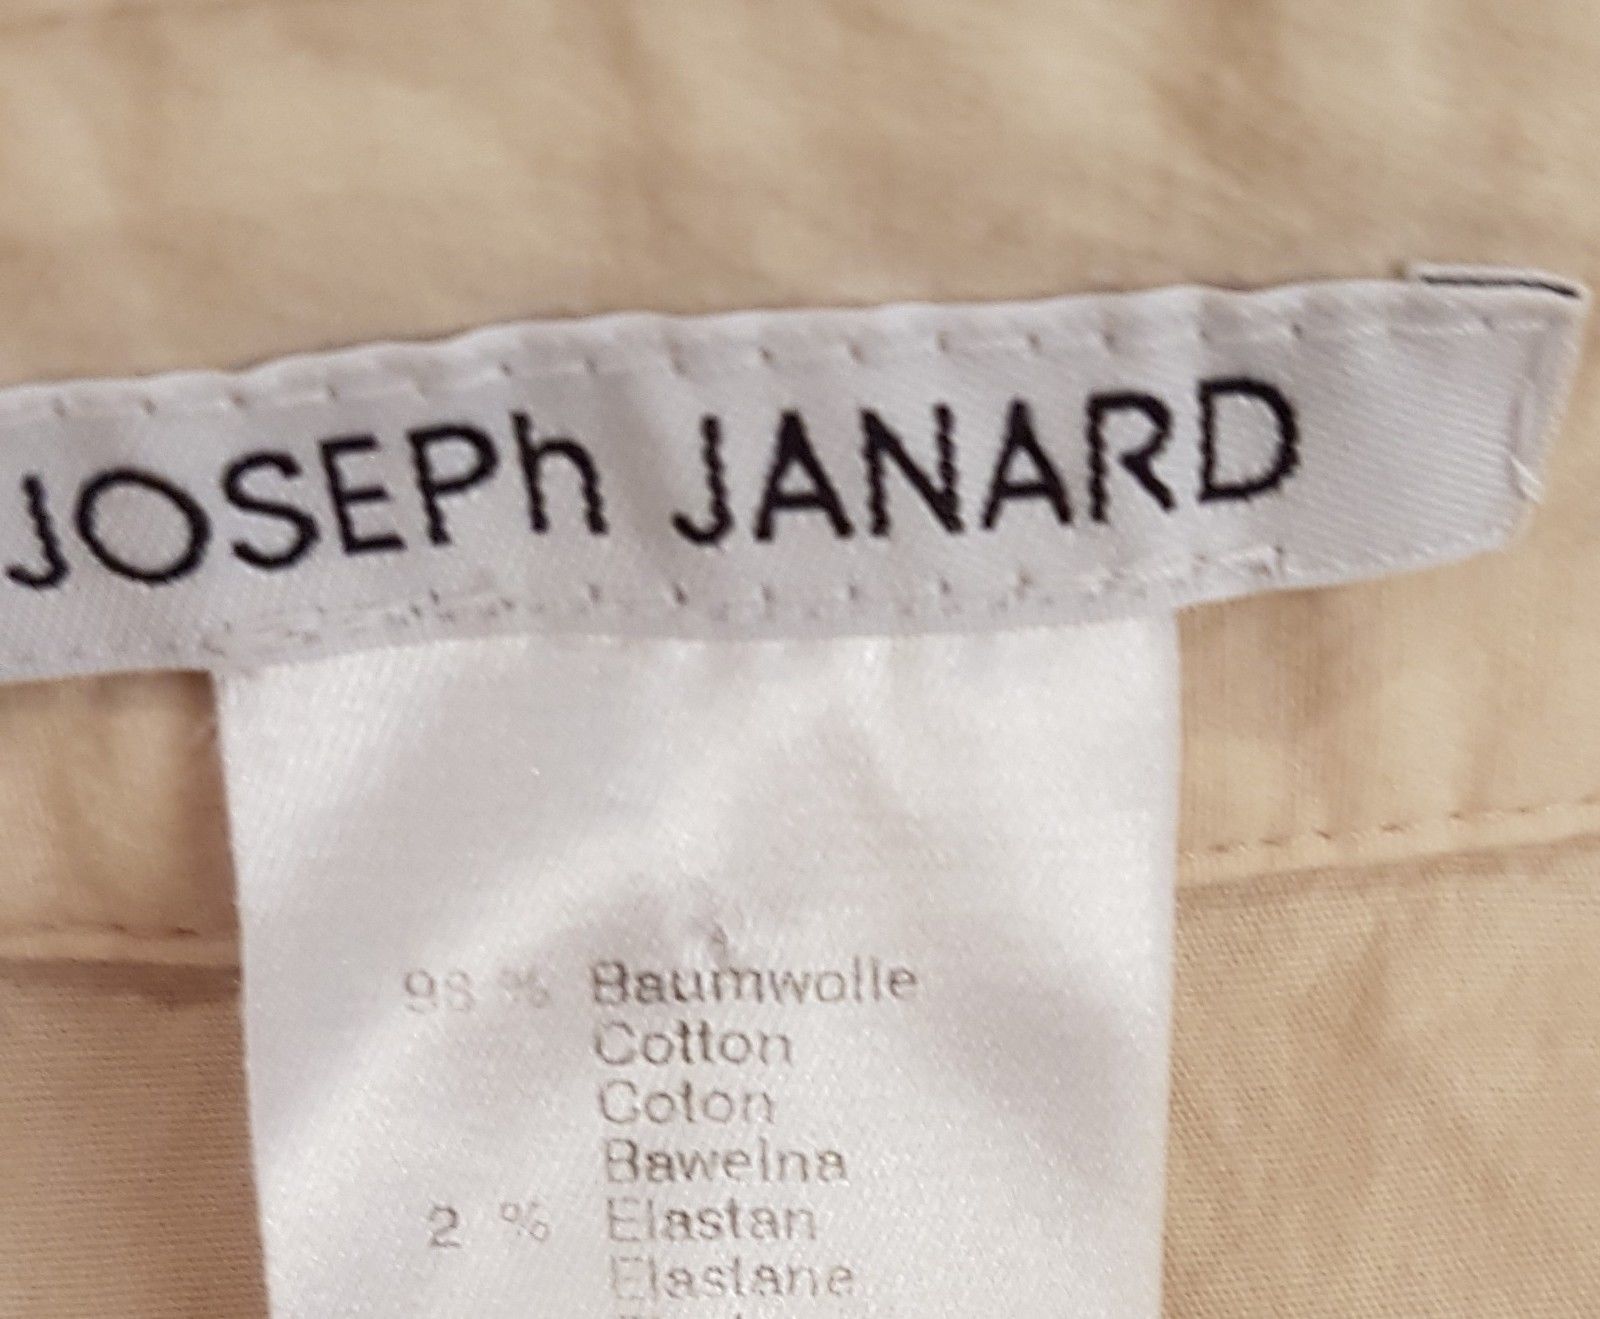 JOSEPh JANARD
98 % Baumwolle
Cotton
Coton
Bawelna
2 % Elastan
Elastane